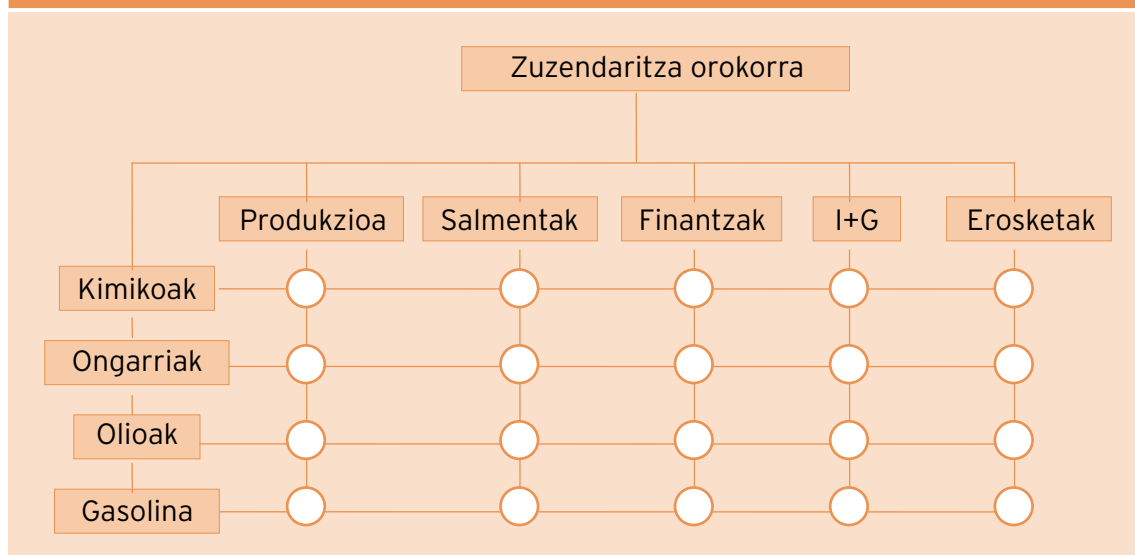 Zuzendaritza orokorra
Produkzioa
Salmentak
Finantzak
I+G
Erosketak
Kimikoak
Ongarriak
Olioak
Gasolina